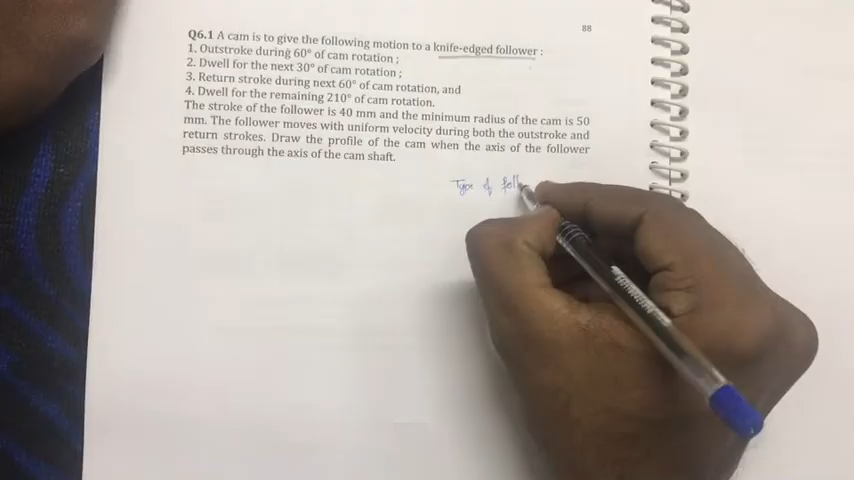 88
Q6.1 A cam is to give the following motion to a knife-edged follower :
1. Outstroke during 60° of cam rotation ;
2. Dwell for the next 30° of cam rotation ;
3. Return stroke during next 60° of cam rotation, and
4. Dwell for the remaining 210° of cam rotation.
The stroke of the follower is 40 mm and the minimum radius of the cam is 50
mm. The follower moves with uniform velocity during both the outstroke and
return strokes. Draw the profile of the cam when the axis of the follower
passes through the axis of the cam shaft.
Type of foll